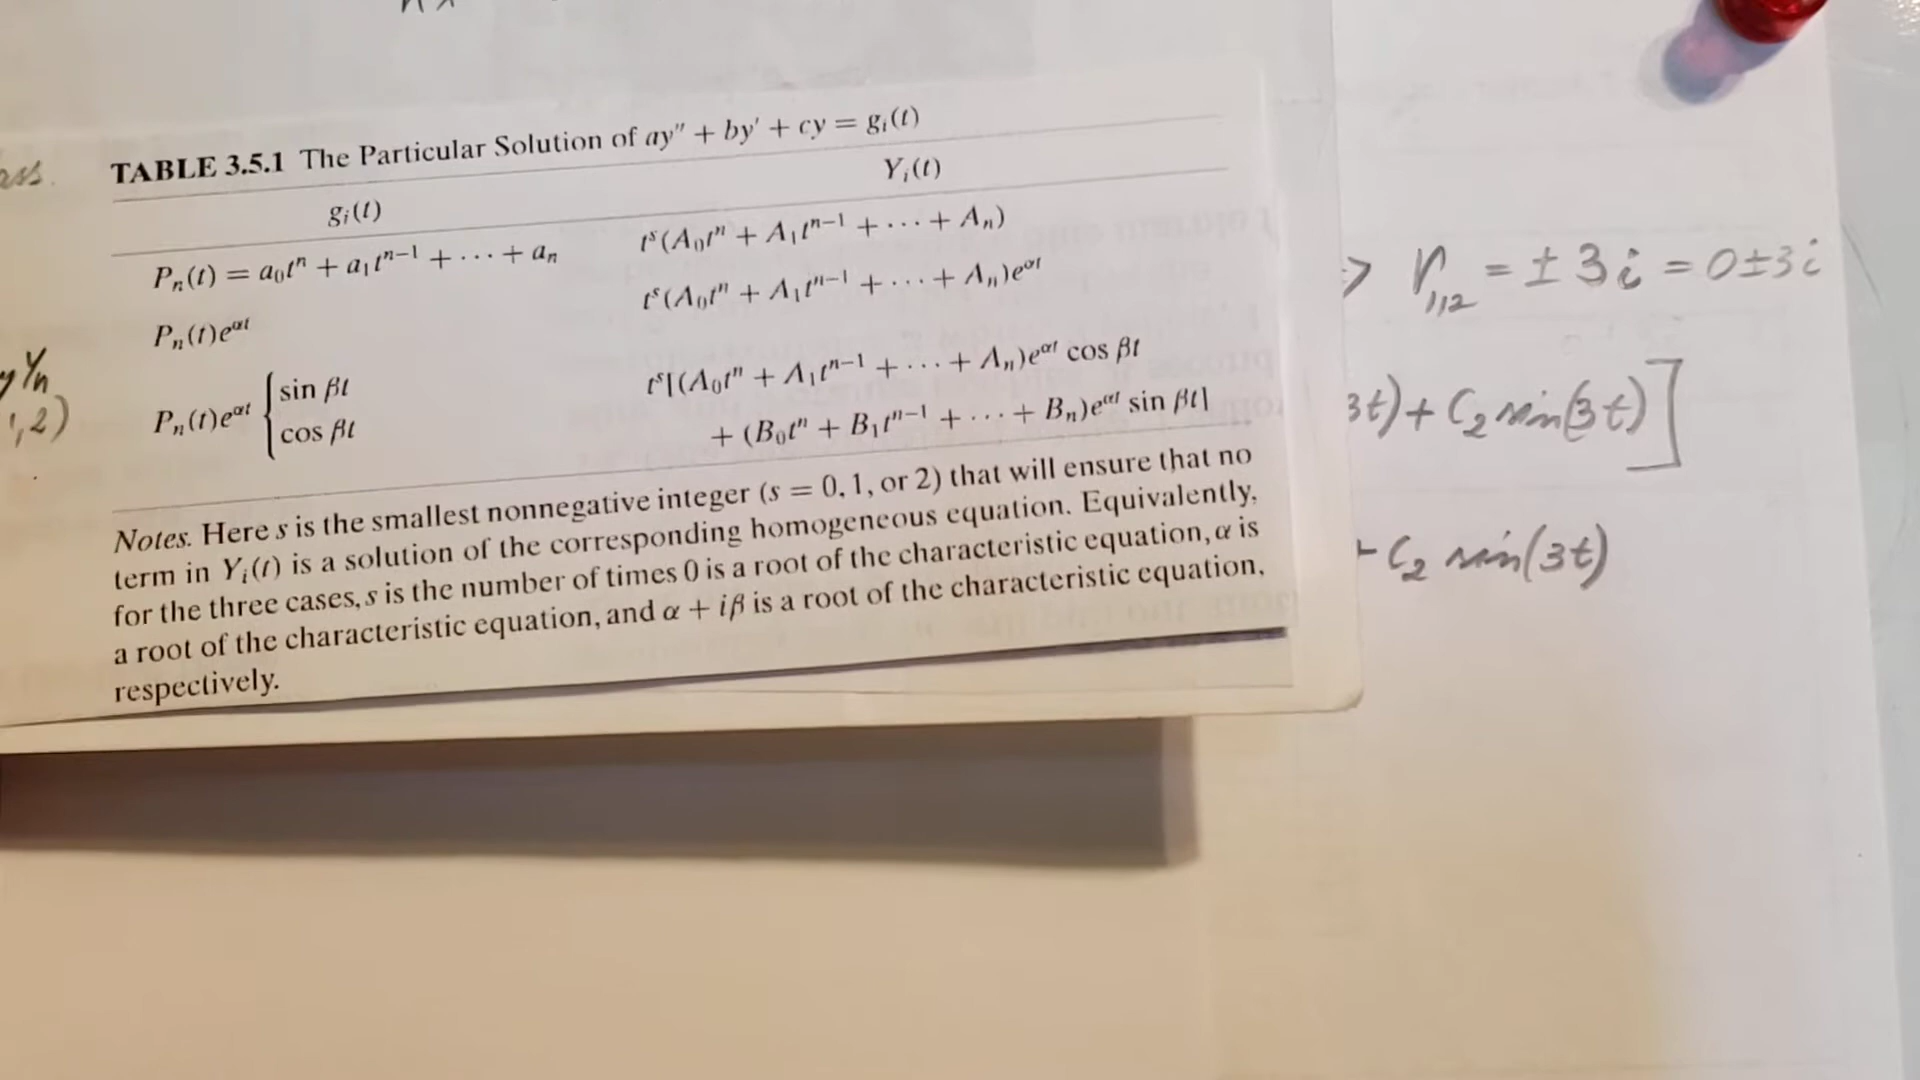 TABLE 3.5.1 The Particular Solution of ay″ + by′ + cy = gᵢ(t)
gᵢ(t) Yᵢ(t)
Pₙ(t) = a₀tⁿ + a₁tⁿ⁻¹ + ⋯ + aₙ tˢ(A₀tⁿ + A₁tⁿ⁻¹ + ⋯ + Aₙ)
Pₙ(t)e^αt tˢ(A₀tⁿ + A₁tⁿ⁻¹ + ⋯ + Aₙ)e^αt
Pₙ(t)e^αt { sin βt tˢ[(A₀tⁿ + A₁tⁿ⁻¹ + ⋯ + Aₙ)e^αt cos βt
cos βt + (B₀tⁿ + B₁tⁿ⁻¹ + ⋯ + Bₙ)e^αt sin βt]
Notes. Here s is the smallest nonnegative integer (s = 0, 1, or 2) that will ensure that no
term in Yᵢ(t) is a solution of the corresponding homogeneous equation. Equivalently,
for the three cases, s is the number of times 0 is a root of the characteristic equation, α is
a root of the characteristic equation, and α + iβ is a root of the characteristic equation,
respectively.
,2)
> r₁,₂ = ± 3i = 0±3i
3t) + C₂ sin(3t)]
C₂ sin(3t)